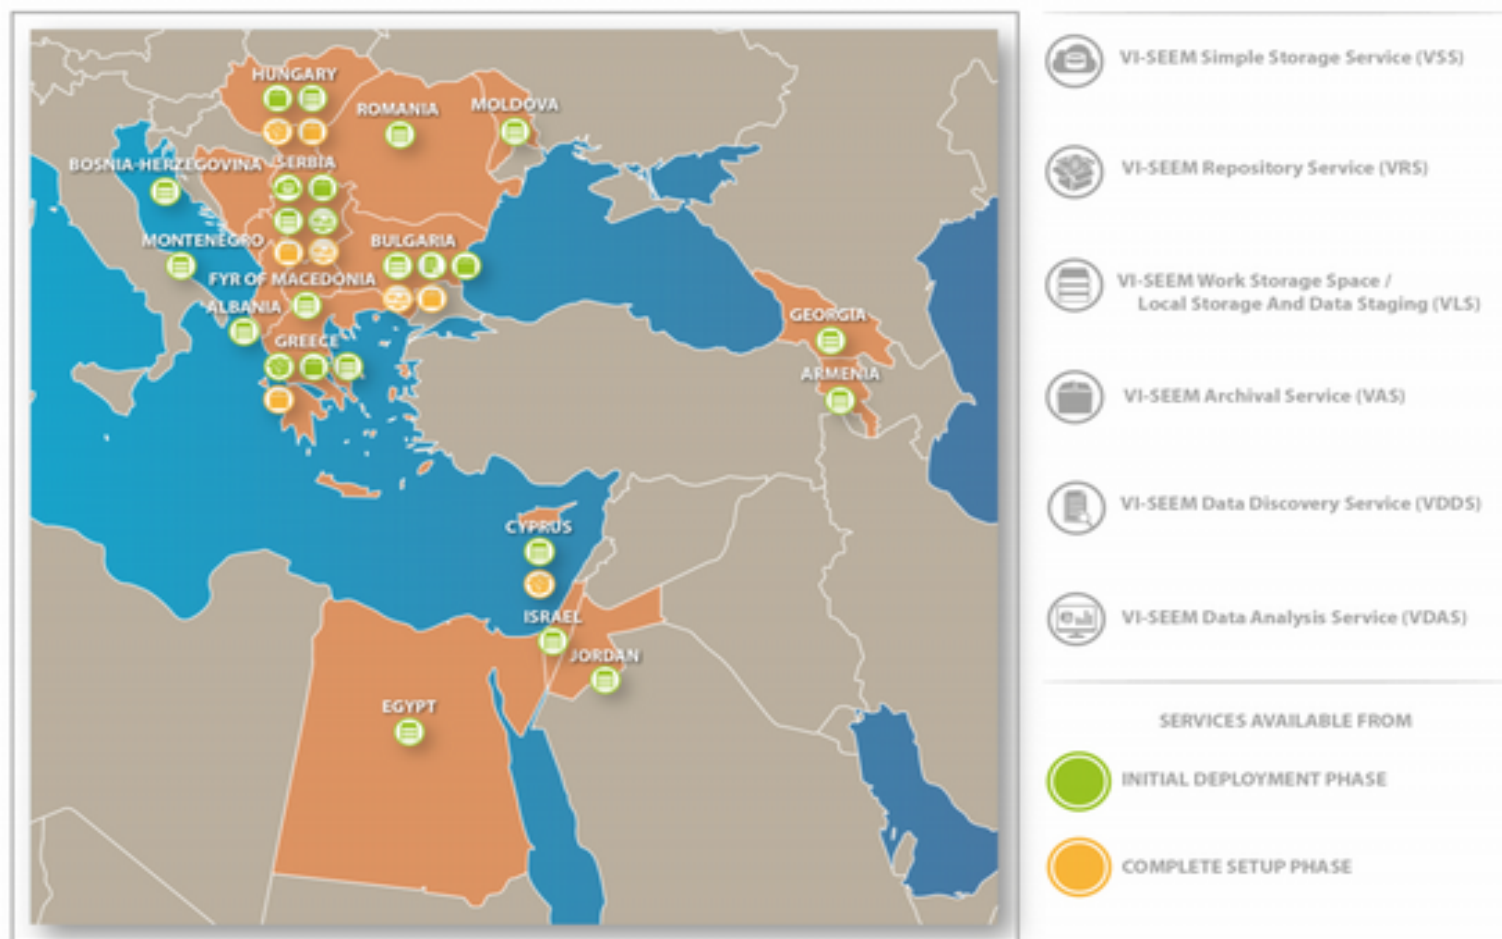 HUNGARY
ROMANIA
MOLDOVA
BOSNIA-HERZEGOVINA
SERBIA
MONTENEGRO
BULGARIA
FYR OF MACEDONIA
ALBANIA
GREECE
GEORGIA
ARMENIA
CYPRUS
ISRAEL
JORDAN
EGYPT
VI-SEEM Simple Storage Service (VSS)
VI-SEEM Repository Service (VRS)
VI-SEEM Work Storage Space /
Local Storage And Data Staging (VLS)
VI-SEEM Archival Service (VAS)
VI-SEEM Data Discovery Service (VDDS)
VI-SEEM Data Analysis Service (VDAS)
SERVICES AVAILABLE FROM
INITIAL DEPLOYMENT PHASE
COMPLETE SETUP PHASE